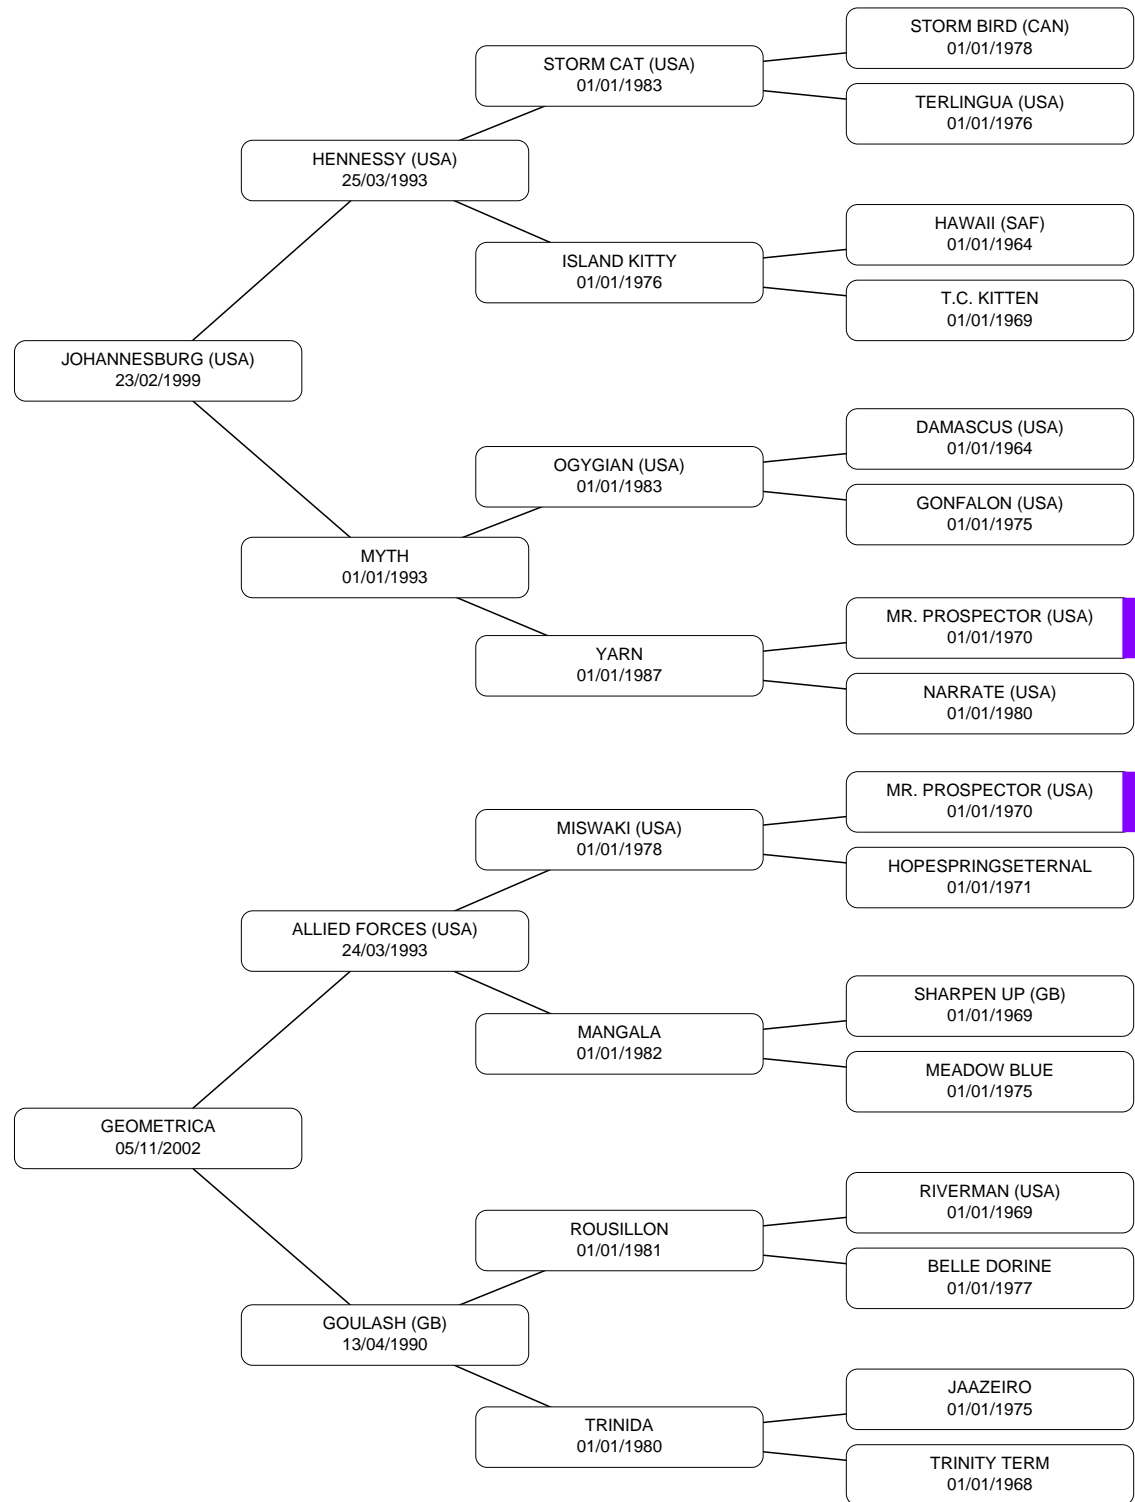 STORM BIRD (CAN)
01/01/1978
STORM CAT (USA)
01/01/1983
TERLINGUA (USA)
01/01/1976
HENNESSY (USA)
25/03/1993
HAWAII (SAF)
01/01/1964
ISLAND KITTY
01/01/1976
T.C. KITTEN
01/01/1969
JOHANNESBURG (USA)
23/02/1999
DAMASCUS (USA)
01/01/1964
OGYGIAN (USA)
01/01/1983
GONFALON (USA)
01/01/1975
MYTH
01/01/1993
MR. PROSPECTOR (USA)
01/01/1970
YARN
01/01/1987
NARRATE (USA)
01/01/1980
MR. PROSPECTOR (USA)
01/01/1970
MISWAKI (USA)
01/01/1978
HOPESPRINGSETERNAL
01/01/1971
ALLIED FORCES (USA)
24/03/1993
SHARPEN UP (GB)
01/01/1969
MANGALA
01/01/1982
MEADOW BLUE
01/01/1975
GEOMETRICA
05/11/2002
RIVERMAN (USA)
01/01/1969
ROUSILLON
01/01/1981
BELLE DORINE
01/01/1977
GOULASH (GB)
13/04/1990
JAAZEIRO
01/01/1975
TRINIDA
01/01/1980
TRINITY TERM
01/01/1968